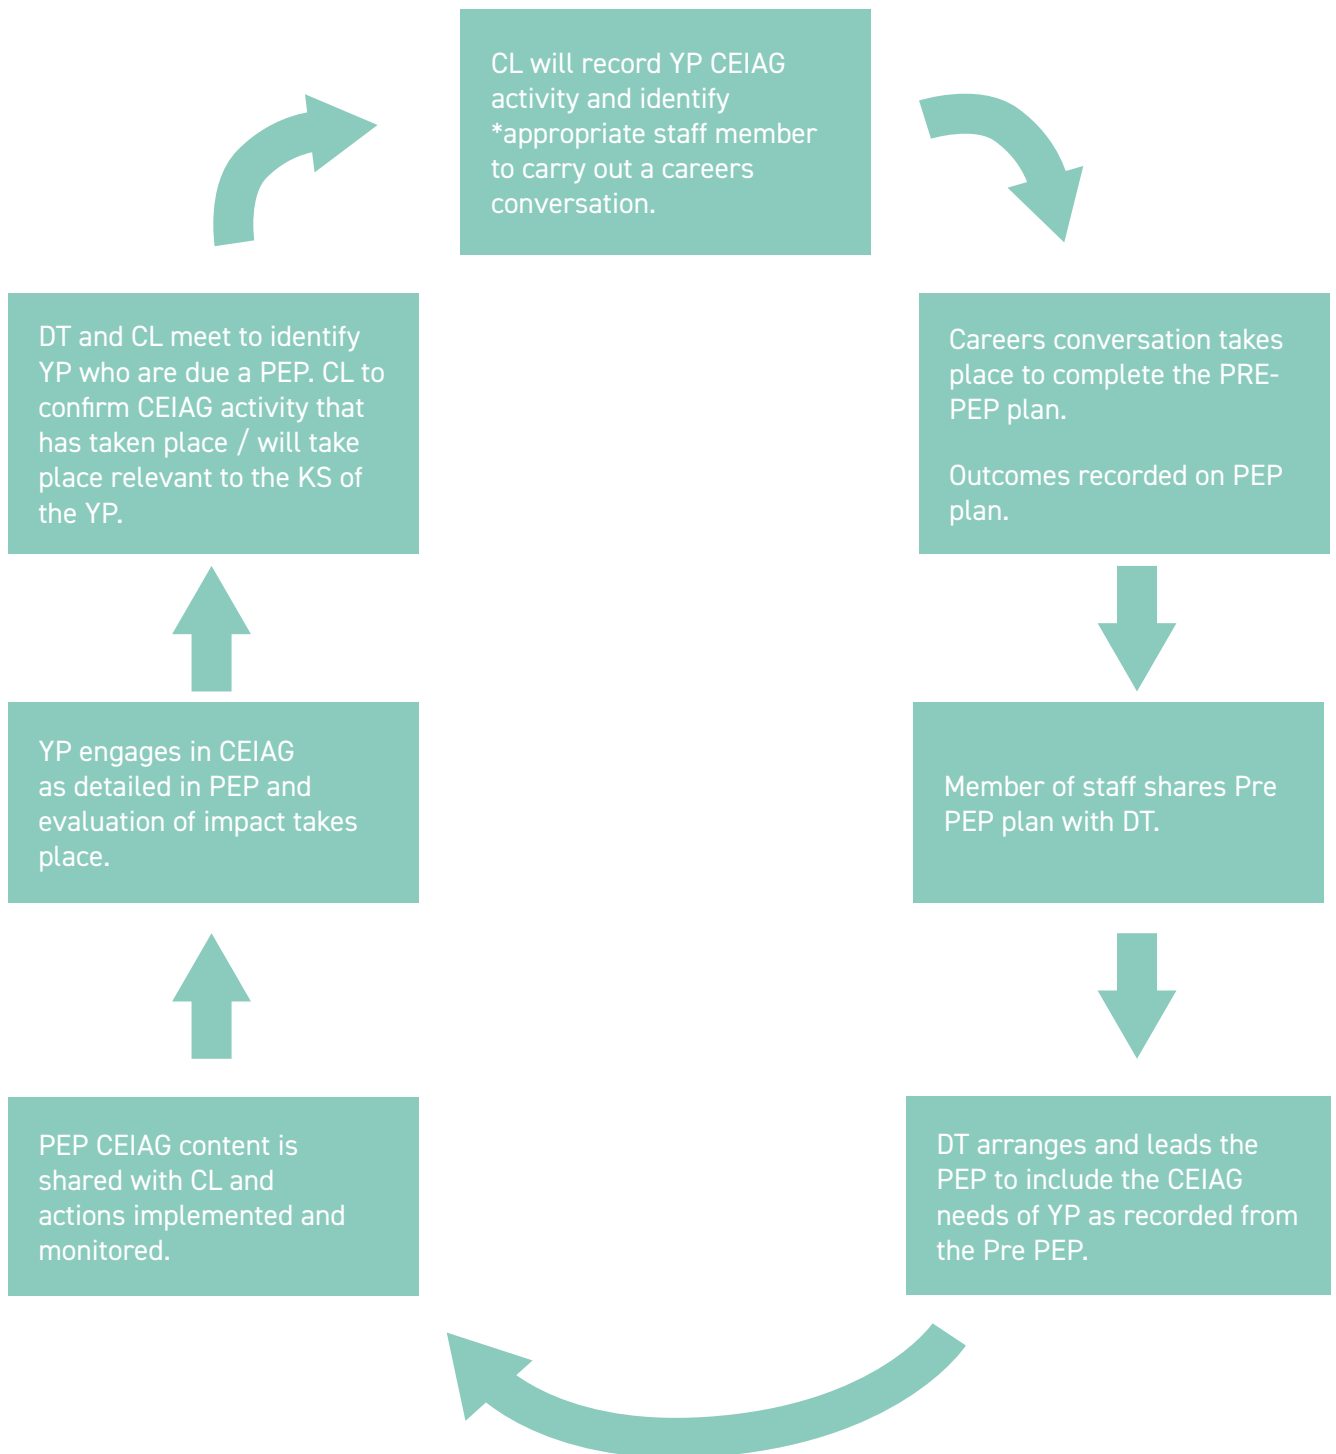 CL will record YP CEIAG
activity and identify
*appropriate staff member
to carry out a careers
conversation.
Careers conversation takes
place to complete the PRE-
PEP plan.
Outcomes recorded on PEP
plan.
Member of staff shares Pre
PEP plan with DT.
DT arranges and leads the
PEP to include the CEIAG
needs of YP as recorded from
the Pre PEP.
PEP CEIAG content is
shared with CL and
actions implemented and
monitored.
YP engages in CEIAG
as detailed in PEP and
evaluation of impact takes
place.
DT and CL meet to identify
YP who are due a PEP. CL to
confirm CEIAG activity that
has taken place / will take
place relevant to the KS of
the YP.